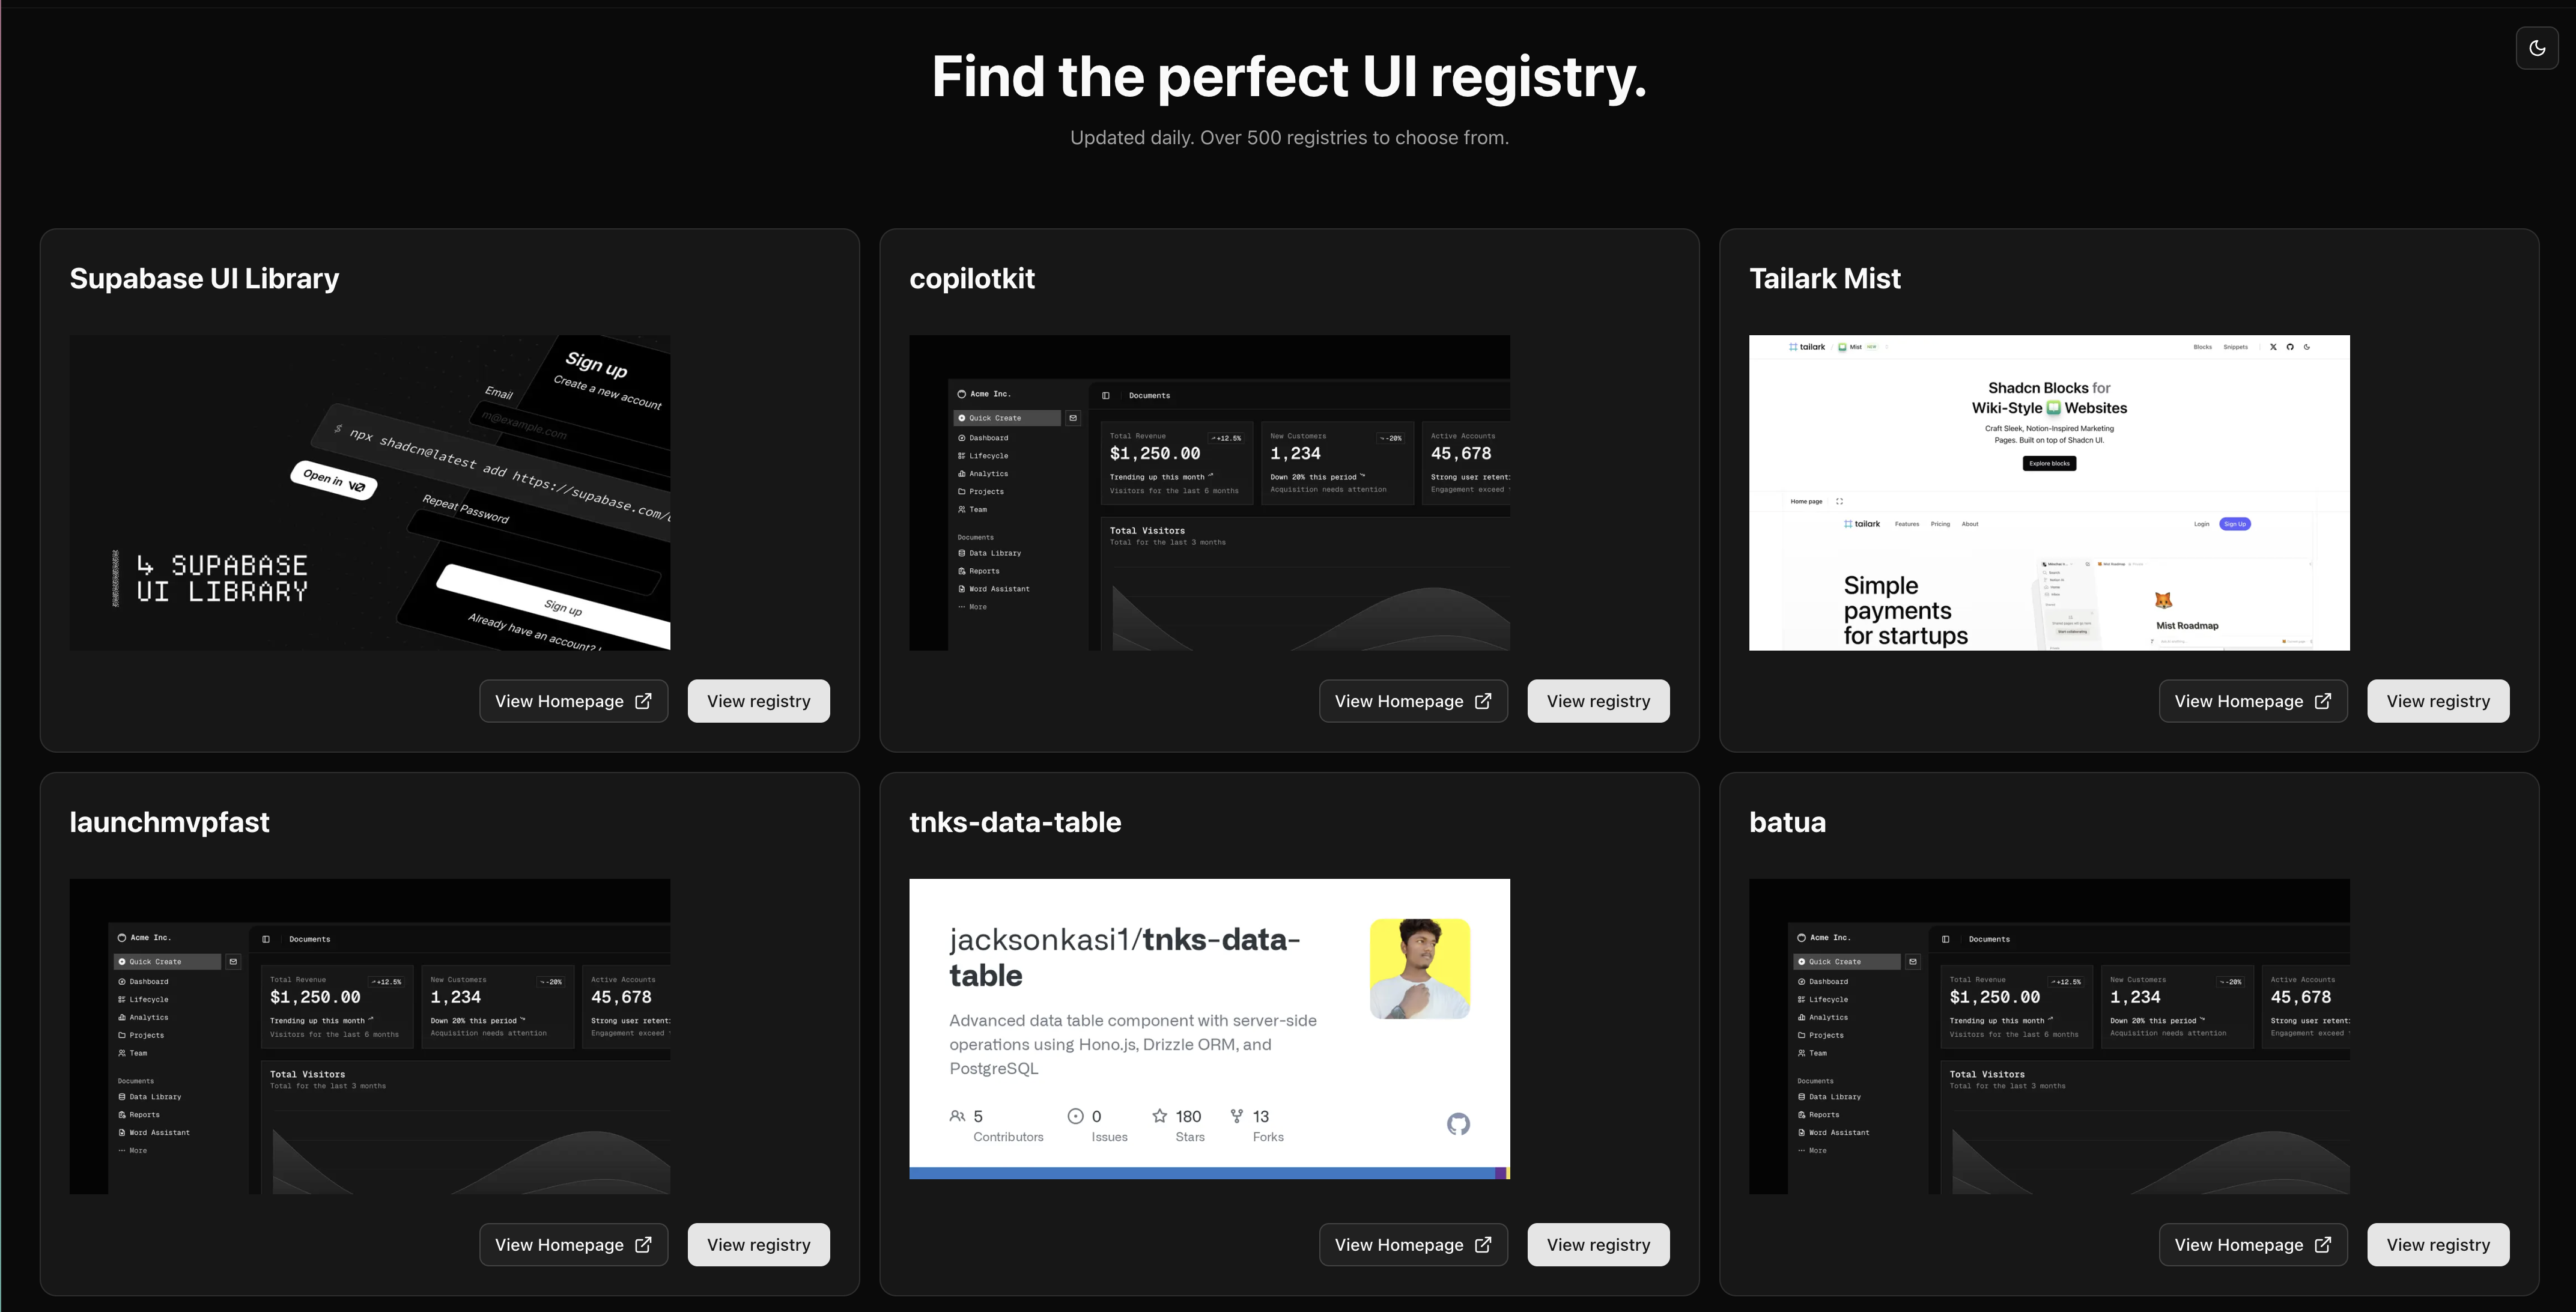 Find the perfect UI registry.
Updated daily. Over 500 registries to choose from.
Supabase UI Library
Sign up
Create a new account
Email
m@example.com
$ npx shadcn@latest add https://supabase.com/
Open in v0
Repeat Password
Sign up
Already have an account?
↳ SUPABASE
UI LIBRARY
View Homepage
View registry
copilotkit
Acme Inc.
Quick Create
Dashboard
Lifecycle
Analytics
Projects
Team
Documents
Data Library
Reports
Word Assistant
More
Documents
Total Revenue
+12.5%
$1,250.00
Trending up this month
Visitors for the last 6 months
New Customers
-20%
1,234
Down 20% this period
Acquisition needs attention
Active Accounts
45,678
Strong user retent
Engagement exceed
Total Visitors
Total for the last 3 months
View Homepage
View registry
Tailark Mist
tailark / Mist
Blocks Snippets
Shadcn Blocks for
Wiki-Style Websites
Craft Sleek, Notion-Inspired Marketing
Pages. Built on top of Shadcn UI.
Explore blocks
Home page
tailark Features Pricing About
Login Sign Up
Simple
payments
for startups
Mist Roadmap
Mist Roadmap
View Homepage
View registry
launchmvpfast
Acme Inc.
Quick Create
Dashboard
Lifecycle
Analytics
Projects
Team
Documents
Data Library
Reports
Word Assistant
More
Documents
Total Revenue
+12.5%
$1,250.00
Trending up this month
Visitors for the last 6 months
New Customers
-20%
1,234
Down 20% this period
Acquisition needs attention
Active Accounts
45,678
Strong user retent
Engagement exceed
Total Visitors
Total for the last 3 months
View Homepage
View registry
tnks-data-table
jacksonkasi1/tnks-data-
table
Advanced data table component with server-side
operations using Hono.js, Drizzle ORM, and
PostgreSQL
5
Contributors
0
Issues
180
Stars
13
Forks
View Homepage
View registry
batua
Acme Inc.
Quick Create
Dashboard
Lifecycle
Analytics
Projects
Team
Documents
Data Library
Reports
Word Assistant
More
Documents
Total Revenue
+12.5%
$1,250.00
Trending up this month
Visitors for the last 6 months
New Customers
-20%
1,234
Down 20% this period
Acquisition needs attention
Active Accounts
45,678
Strong user retent
Engagement exceed
Total Visitors
Total for the last 3 months
View Homepage
View registry